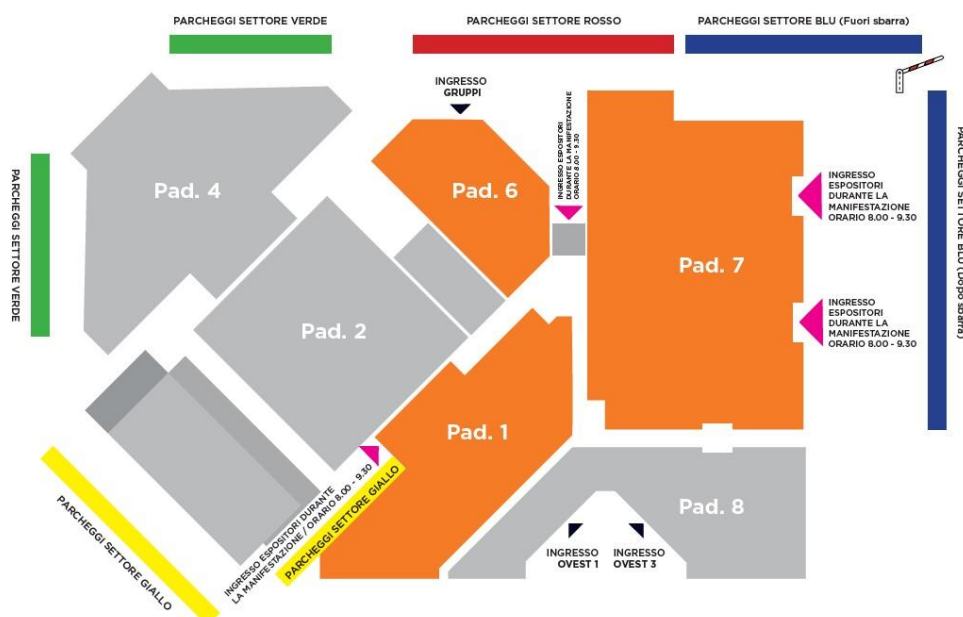 PARCHEGGI SETTORE VERDE
PARCHEGGI SETTORE ROSSO
PARCHEGGI SETTORE BLU (Fuori sbarra)
INGRESSO
GRUPPI
INGRESSO ESPOSITORI
DURANTE LA MANIFESTAZIONE
ORARIO 8.00 - 9.30
PARCHEGGI SETTORE VERDE
Pad. 4
Pad. 6
INGRESSO
ESPOSITORI
DURANTE LA
MANIFESTAZIONE
ORARIO 8.00 - 9.30
PARCHEGGI SETTORE BLU (Dopo sbarra)
Pad. 7
INGRESSO
ESPOSITORI
DURANTE LA
MANIFESTAZIONE
ORARIO 8.00 - 9.30
Pad. 2
Pad. 1
INGRESSO ESPOSITORI DURANTE
LA MANIFESTAZIONE / ORARIO 8.00 - 9.30
PARCHEGGI SETTORE GIALLO
PARCHEGGI SETTORE GIALLO
Pad. 8
INGRESSO
OVEST 1
INGRESSO
OVEST 3